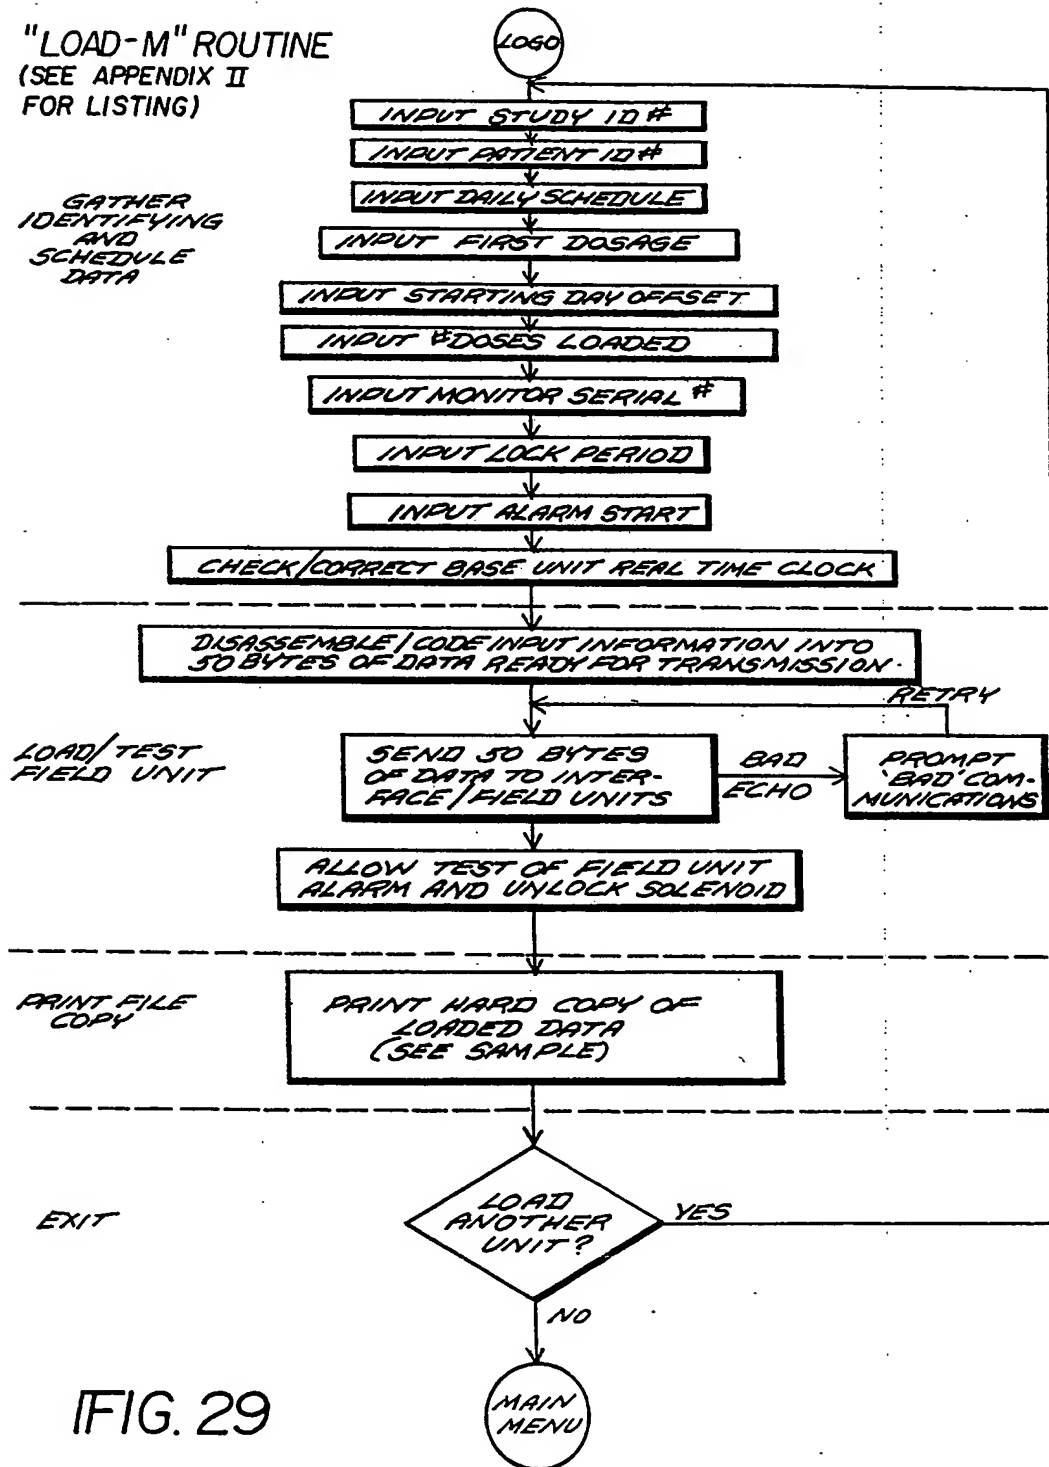 "LOAD-M" ROUTINE
(SEE APPENDIX II
FOR LISTING)
LOGO
INPUT STUDY ID #
INPUT PATIENT ID #
INPUT DAILY SCHEDULE
GATHER
IDENTIFYING
AND
SCHEDULE
DATA
INPUT FIRST DOSAGE
INPUT STARTING DAY OFFSET
INPUT # DOSES LOADED
INPUT MONITOR SERIAL #
INPUT LOCK PERIOD
INPUT ALARM START
CHECK/CORRECT BASE UNIT REAL TIME CLOCK
DISASSEMBLE/CODE INPUT INFORMATION INTO
50 BYTES OF DATA READY FOR TRANSMISSION.
RETRY
LOAD/TEST
FIELD UNIT
SEND 50 BYTES
OF DATA TO INTER-
FACE/FIELD UNITS
BAD
ECHO
PROMPT
'BAD' COM-
MUNICATIONS
ALLOW TEST OF FIELD UNIT
ALARM AND UNLOCK SOLENOID
PRINT FILE
COPY
PRINT HARD COPY OF
LOADED DATA
(SEE SAMPLE)
EXIT
LOAD
ANOTHER
UNIT?
YES
NO
MAIN
MENU
FIG. 29